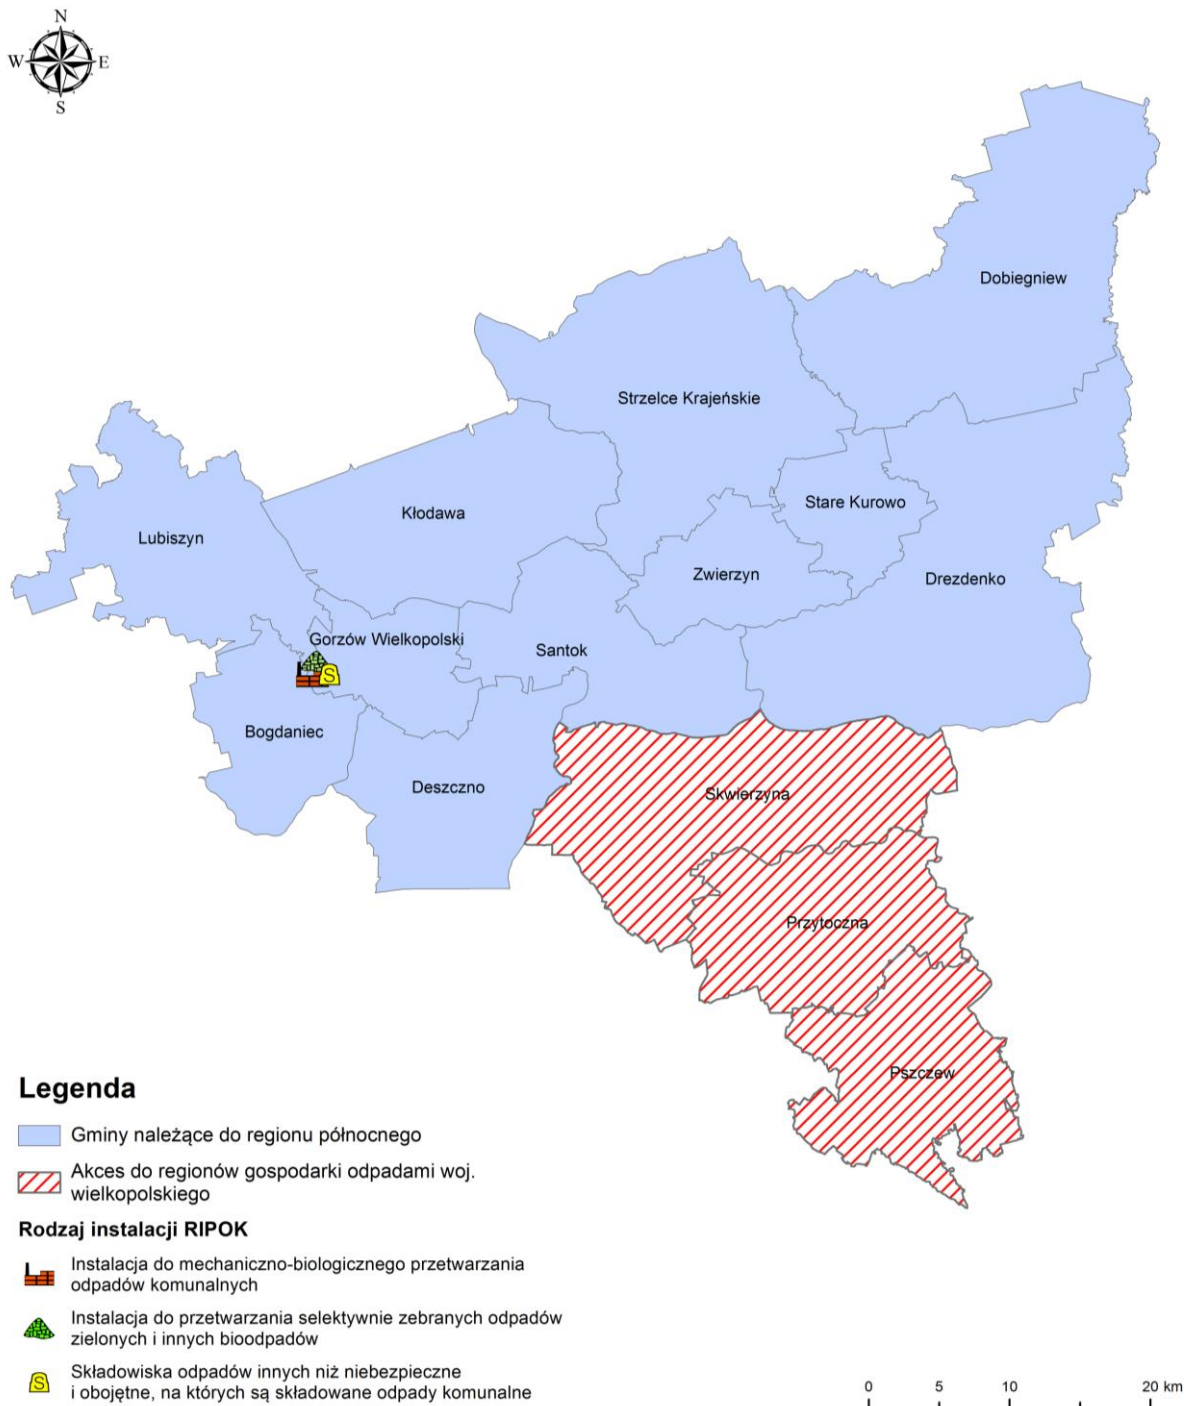 N
W
E
S
Dobiegniew
Strzelce Krajeńskie
Stare Kurowo
Kłodawa
Lubiszyn
Zwierzyn
Drezdenko
Gorzów Wielkopolski
Santok
S
Bogdaniec
Deszczno
Skwierzyna
Przytoczna
Pszczew
Legenda
Gminy należące do regionu północnego
Akces do regionów gospodarki odpadami woj.
wielkopolskiego
Rodzaj instalacji RIPOK
Instalacja do mechaniczno-biologicznego przetwarzania
odpadów komunalnych
Instalacja do przetwarzania selektywnie zebranych odpadów
zielonych i innych bioodpadów
Składowiska odpadów innych niż niebezpieczne
S
i obojętne, na których są składowane odpady komunalne
0 5 10 20 km